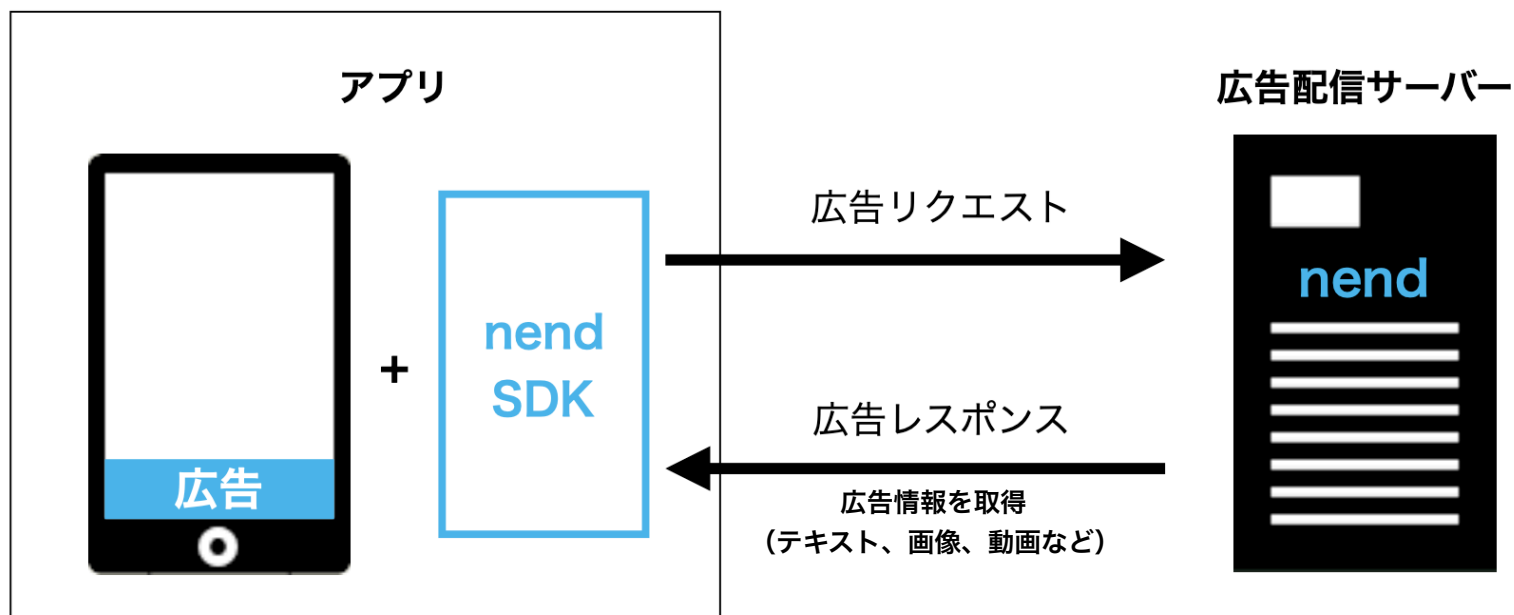 アプリ
広告配信サーバー
広告リクエスト
nend
nend
SDK
+
広告レスポンス
広告
広告情報を取得
（テキスト、画像、動画など）